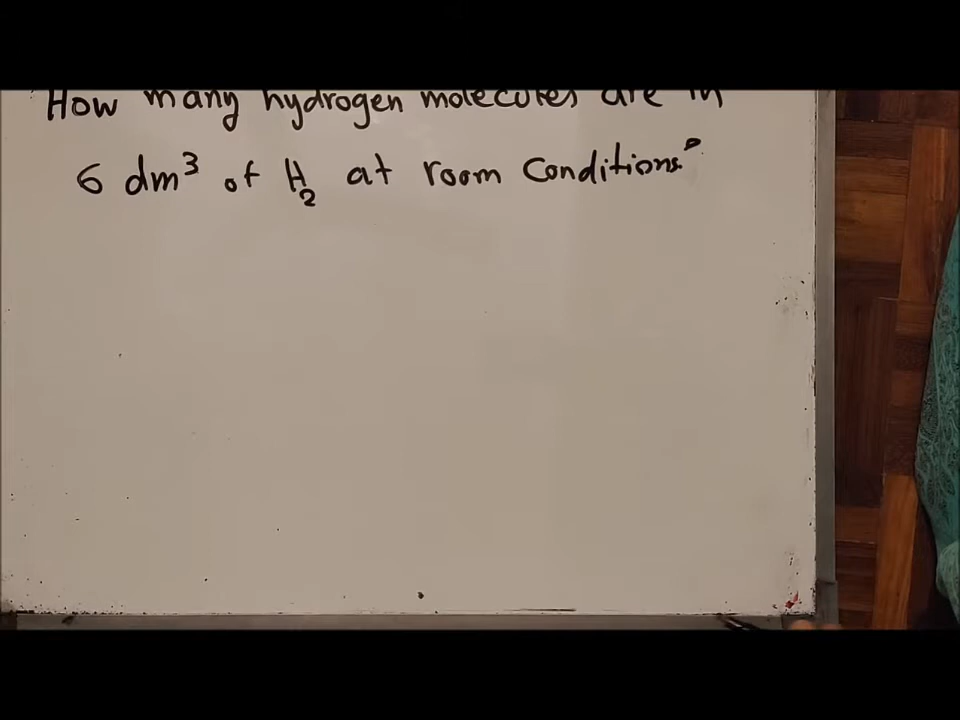 How many hydrogen molecules are in
6 dm³ of H₂ at room conditions?